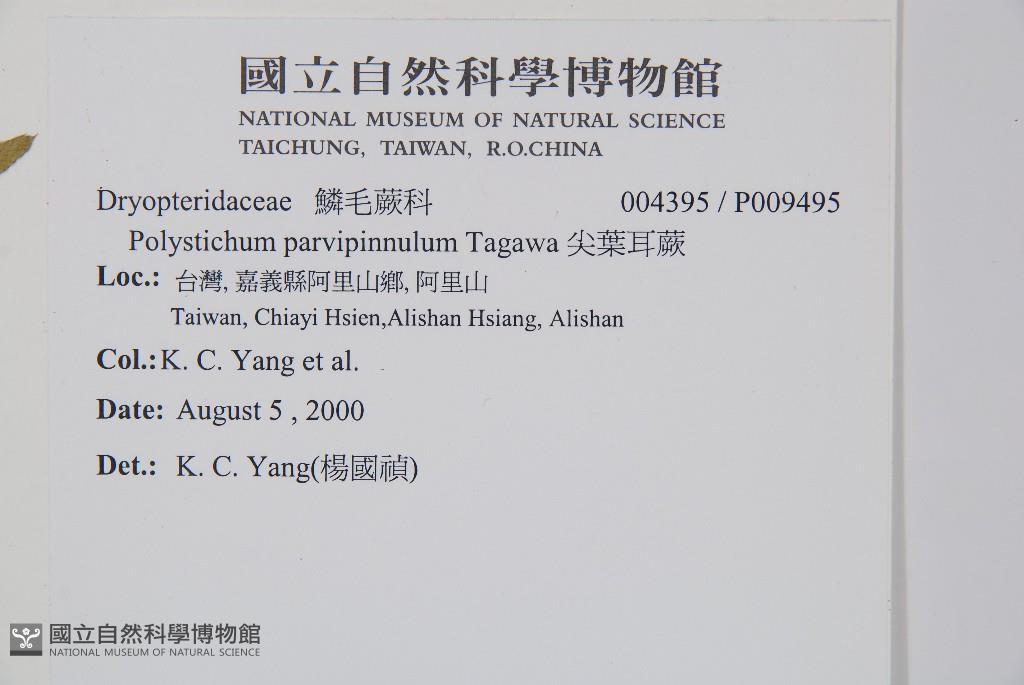 國立自然科學博物館
NATIONAL MUSEUM OF NATURAL SCIENCE
TAICHUNG, TAIWAN, R.O.CHINA
Dryopteridaceae 鱗毛蕨科 004395 / P009495
Polystichum parvipinnulum Tagawa 尖葉耳蕨
Loc.: 台灣, 嘉義縣阿里山鄉, 阿里山
Taiwan, Chiayi Hsien,Alishan Hsiang, Alishan
Col.: K. C. Yang et al.
Date: August 5 , 2000
Det.: K. C. Yang(楊國禎)
國立自然科學博物館
NATIONAL MUSEUM OF NATURAL SCIENCE